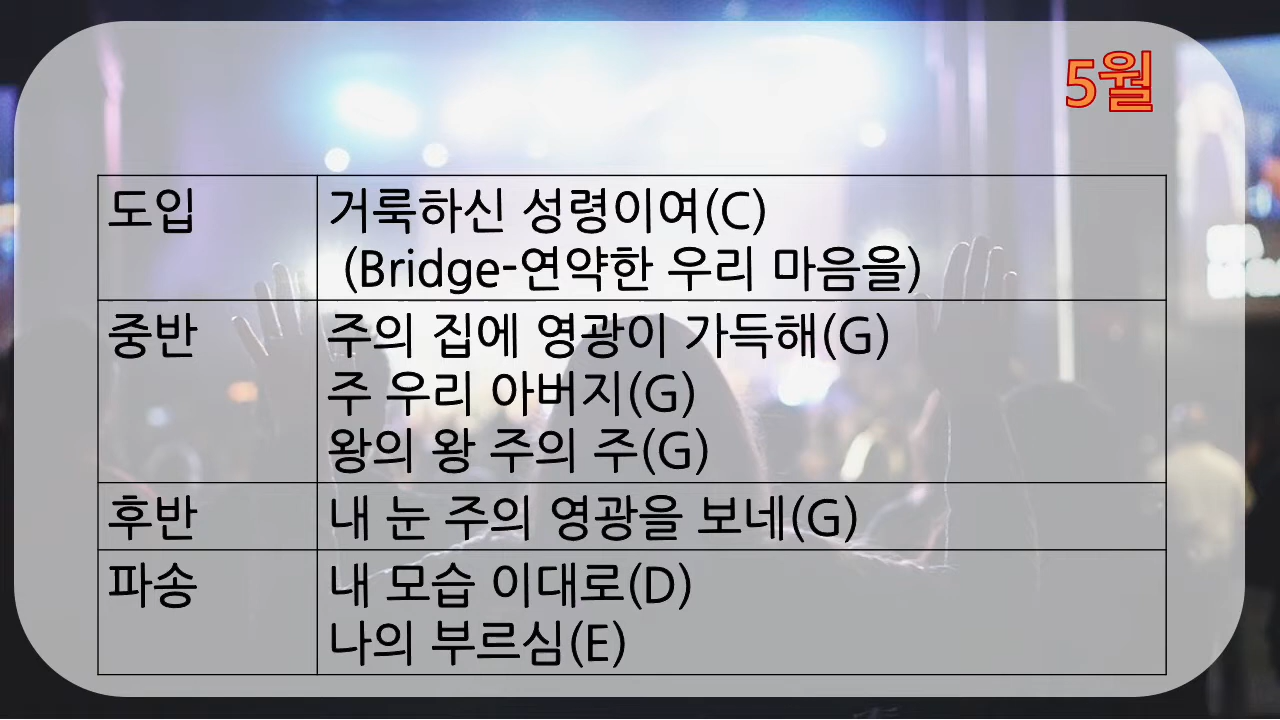 5월
도입
거룩하신 성령이여(C)
(Bridge-연약한 우리 마음을)
중반
주의 집에 영광이 가득해(G)
주 우리 아버지(G)
왕의 왕 주의 주(G)
후반
내 눈 주의 영광을 보네(G)
파송
내 모습 이대로(D)
나의 부르심(E)